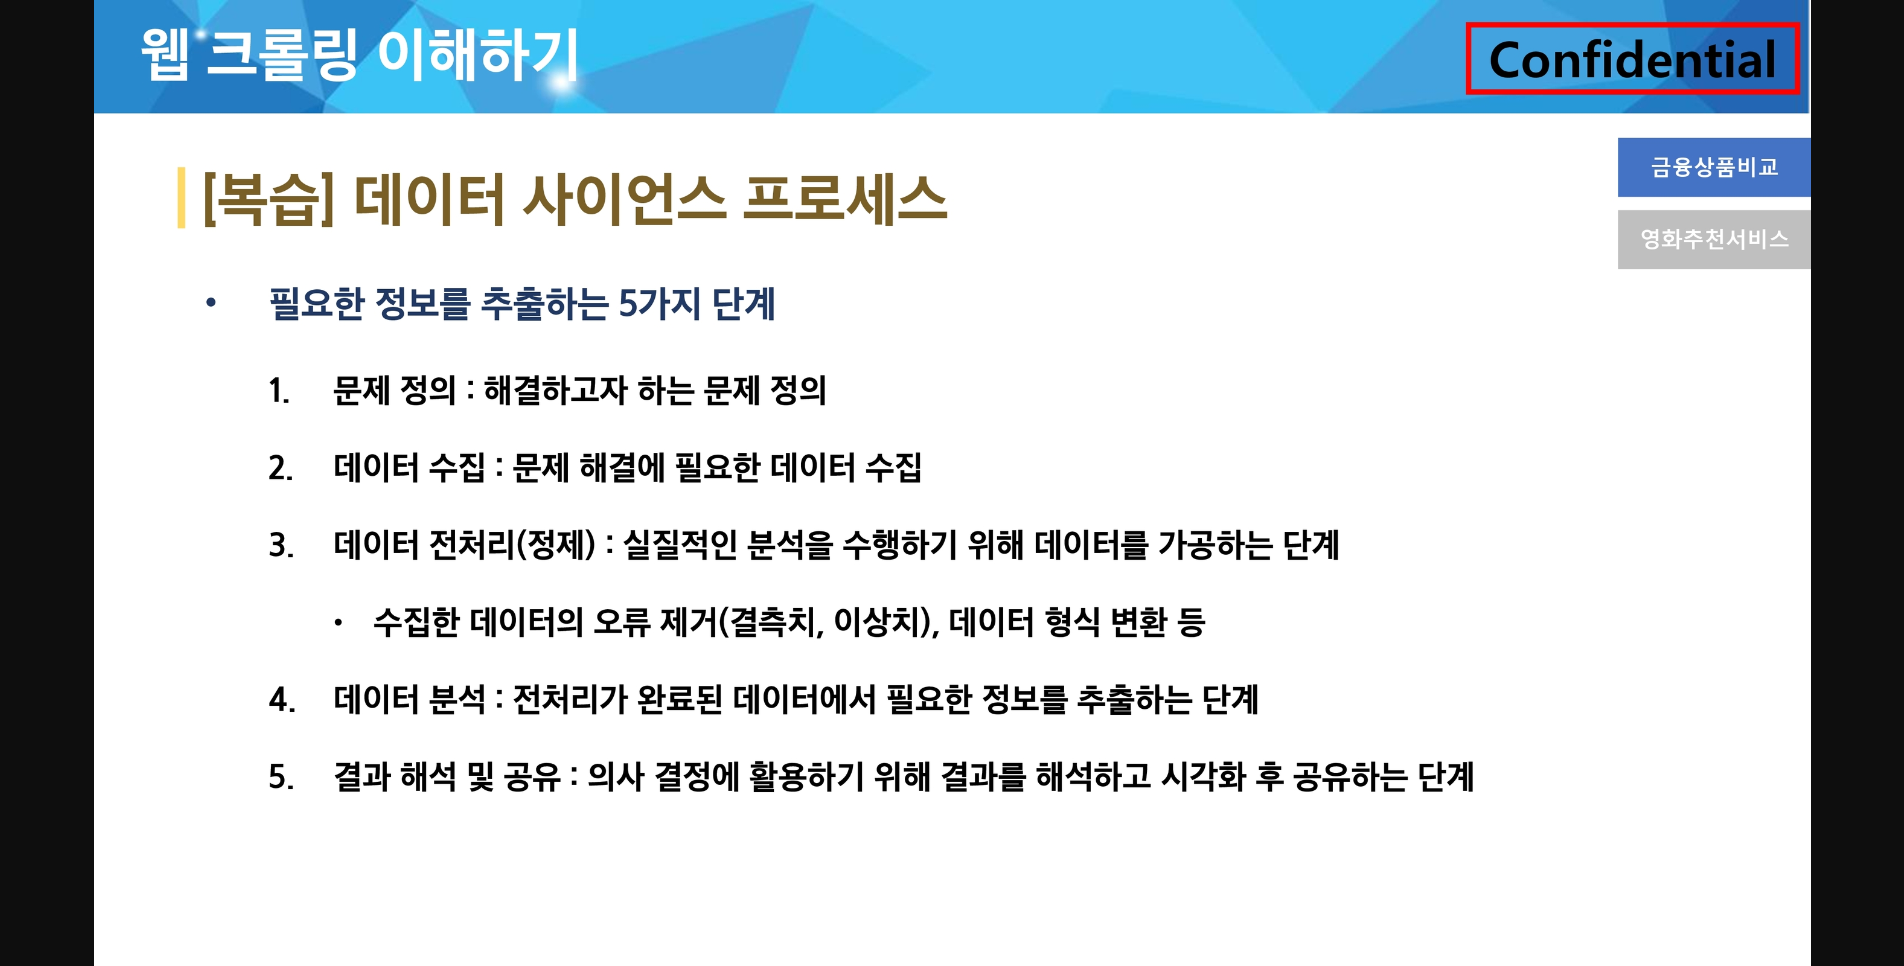 웹 크롤링 이해하기
Confidential
금융상품비교
영화추천서비스
[복습] 데이터 사이언스 프로세스
• 필요한 정보를 추출하는 5가지 단계
1. 문제 정의 : 해결하고자 하는 문제 정의
2. 데이터 수집 : 문제 해결에 필요한 데이터 수집
3. 데이터 전처리(정제) : 실질적인 분석을 수행하기 위해 데이터를 가공하는 단계
• 수집한 데이터의 오류 제거(결측치, 이상치), 데이터 형식 변환 등
4. 데이터 분석 : 전처리가 완료된 데이터에서 필요한 정보를 추출하는 단계
5. 결과 해석 및 공유 : 의사 결정에 활용하기 위해 결과를 해석하고 시각화 후 공유하는 단계